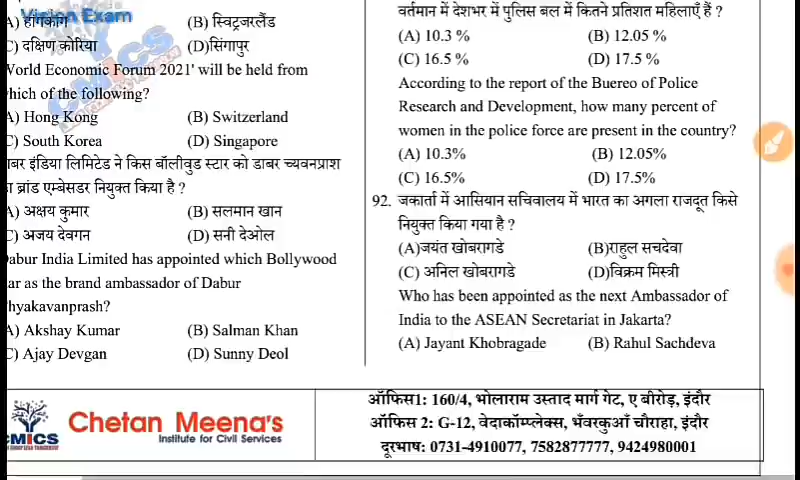 Vision Exam
A) हांगकांग (B) स्विट्रजरलैंड
C) दक्षिण कोरिया (D)सिंगापुर
World Economic Forum 2021' will be held from
which of the following?
A) Hong Kong (B) Switzerland
C) South Korea (D) Singapore
डाबर इंडिया लिमिटेड ने किस बॉलीवुड स्टार को डाबर च्यवनप्राश
का ब्रांड एम्बेसडर नियुक्त किया है ?
A) अक्षय कुमार (B) सलमान खान
C) अजय देवगन (D) सनी देओल
Dabur India Limited has appointed which Bollywood
ar as the brand ambassador of Dabur
hyakavanprash?
A) Akshay Kumar (B) Salman Khan
C) Ajay Devgan (D) Sunny Deol
वर्तमान में देशभर में पुलिस बल में कितने प्रतिशत महिलाएँ हैं ?
(A) 10.3 % (B) 12.05 %
(C) 16.5 % (D) 17.5 %
According to the report of the Buereo of Police
Research and Development, how many percent of
women in the police force are present in the country?
(A) 10.3% (B) 12.05%
(C) 16.5% (D) 17.5%
92. जकार्ता में आसियान सचिवालय में भारत का अगला राजदूत किसे
नियुक्त किया गया है ?
(A)जयंत खोबरागडे (B)राहुल सचदेवा
(C) अनिल खोबरागडे (D)विक्रम मिस्त्री
Who has been appointed as the next Ambassador of
India to the ASEAN Secretariat in Jakarta?
(A) Jayant Khobragade (B) Rahul Sachdeva
CMICS
Chetan Meena's
Institute for Civil Services
ऑफिस1: 160/4, भोलाराम उस्ताद मार्ग गेट, ए बीरोड़, इंदौर
ऑफिस 2: G-12, वेदाकॉम्प्लेक्स, भँवरकुआँ चौराहा, इंदौर
दूरभाष: 0731-4910077, 7582877777, 9424980001